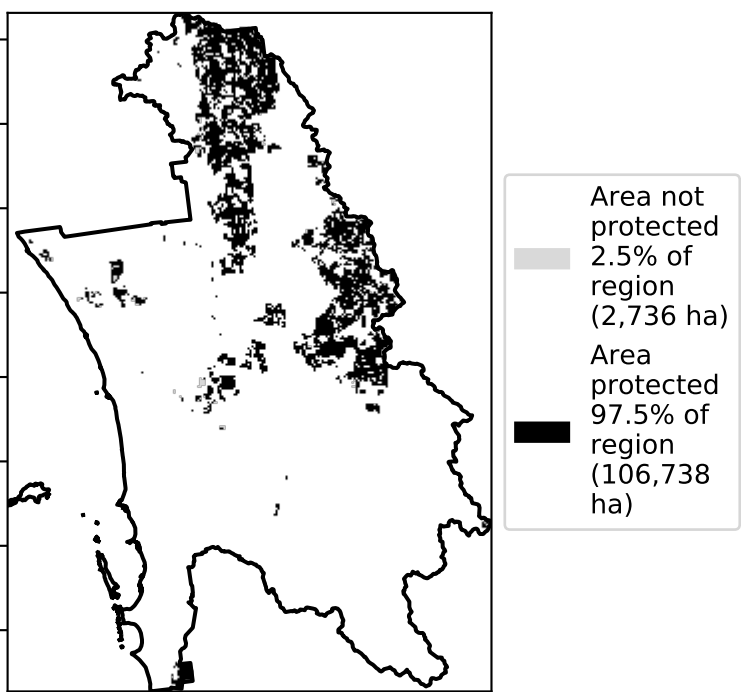 Area not
protected
2.5% of
region
(2,736 ha)
Area
protected
97.5% of
region
(106,738
ha)